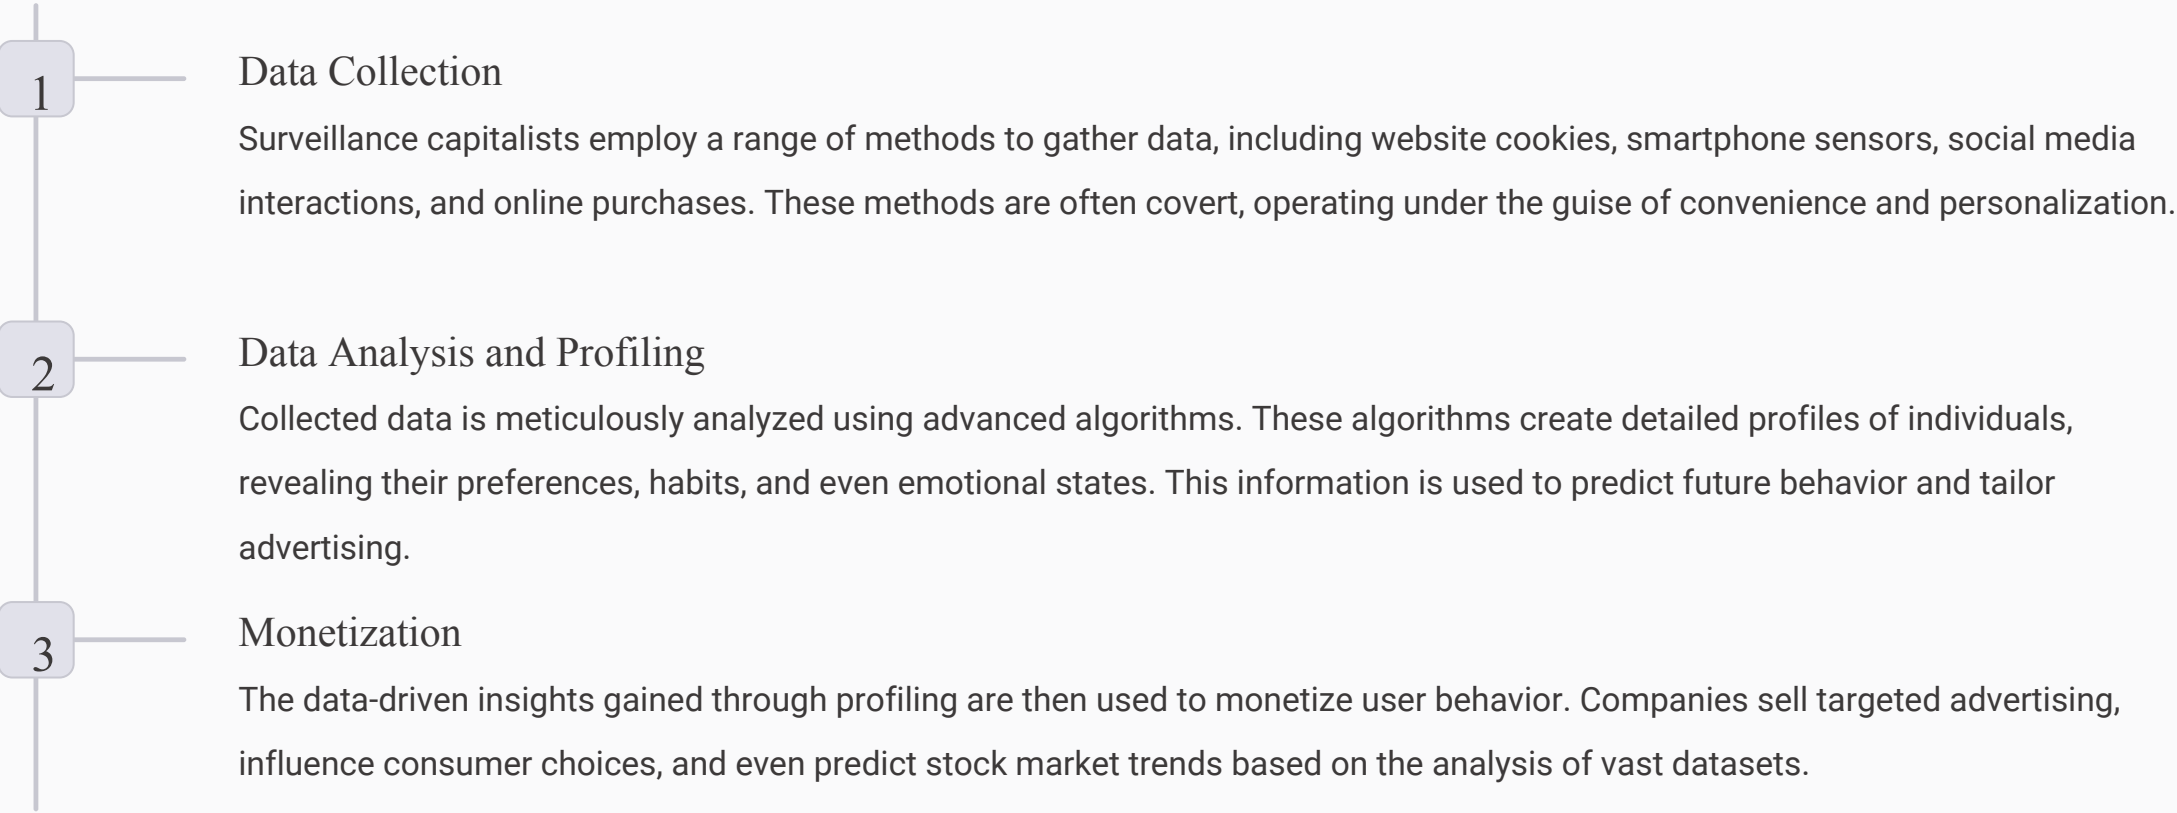 1
Data Collection
Surveillance capitalists employ a range of methods to gather data, including website cookies, smartphone sensors, social media
interactions, and online purchases. These methods are often covert, operating under the guise of convenience and personalization.
2
Data Analysis and Profiling
Collected data is meticulously analyzed using advanced algorithms. These algorithms create detailed profiles of individuals,
revealing their preferences, habits, and even emotional states. This information is used to predict future behavior and tailor
advertising.
3
Monetization
The data-driven insights gained through profiling are then used to monetize user behavior. Companies sell targeted advertising,
influence consumer choices, and even predict stock market trends based on the analysis of vast datasets.